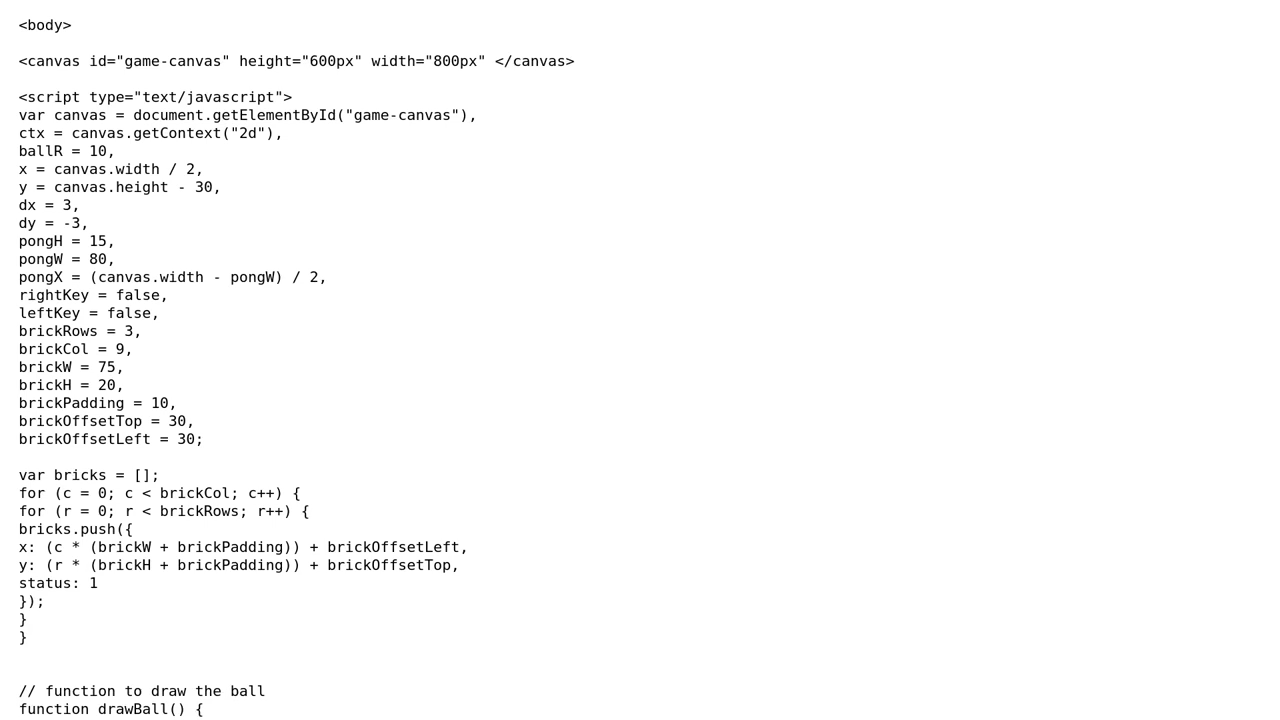 <body>
<canvas id="game-canvas" height="600px" width="800px" </canvas>
<script type="text/javascript">
var canvas = document.getElementById("game-canvas"),
ctx = canvas.getContext("2d"),
ballR = 10,
x = canvas.width / 2,
y = canvas.height - 30,
dx = 3,
dy = -3,
pongH = 15,
pongW = 80,
pongX = (canvas.width - pongW) / 2,
rightKey = false,
leftKey = false,
brickRows = 3,
brickCol = 9,
brickW = 75,
brickH = 20,
brickPadding = 10,
brickOffsetTop = 30,
brickOffsetLeft = 30;
var bricks = [];
for (c = 0; c < brickCol; c++) {
for (r = 0; r < brickRows; r++) {
bricks.push({
x: (c * (brickW + brickPadding)) + brickOffsetLeft,
y: (r * (brickH + brickPadding)) + brickOffsetTop,
status: 1
});
}
}
// function to draw the ball
function drawBall() {